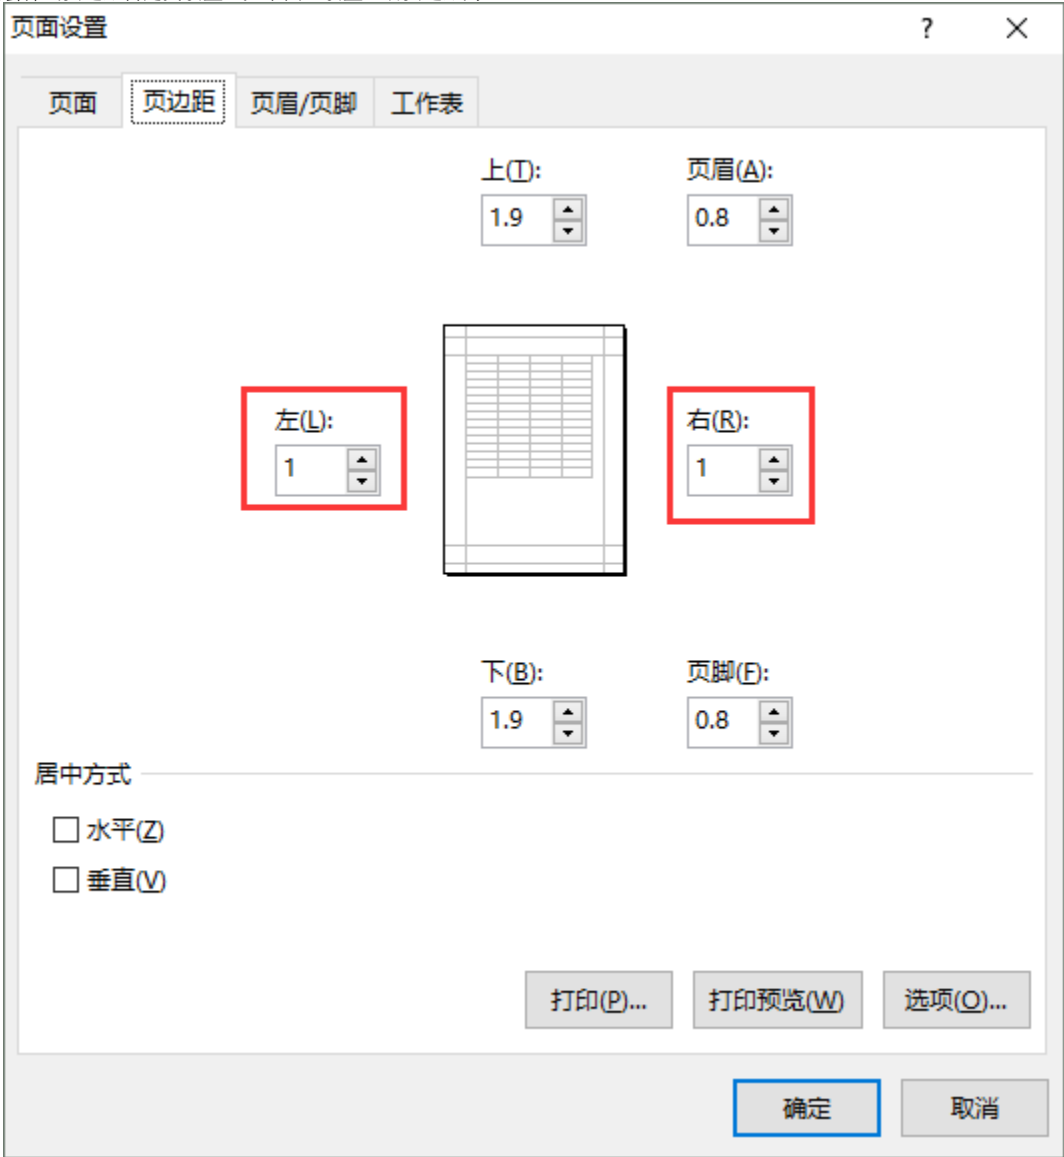 页面设置
页面 页边距 页眉/页脚 工作表
上(T): 页眉(A):
1.9 0.8
左(L): 右(R):
1 1
下(B): 页脚(F):
1.9 0.8
居中方式
水平(Z)
垂直(V)
打印(P)... 打印预览(W) 选项(O)...
确定 取消